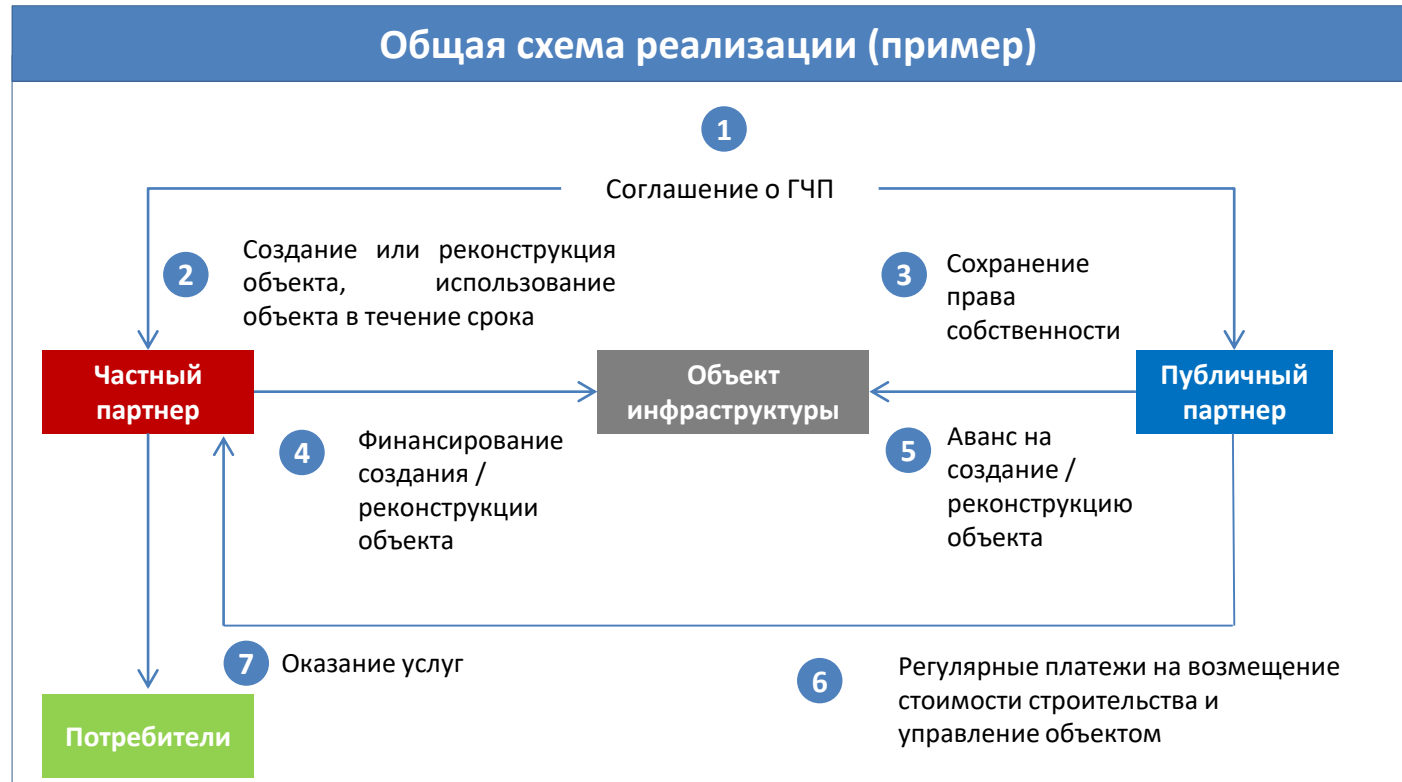 Общая схема реализации (пример)
1
Соглашение о ГЧП
2
Создание или реконструкция
объекта, использование
объекта в течение срока
3
Сохранение
права
собственности
Частный
партнер
Объект
инфраструктуры
Публичный
партнер
4
Финансирование
создания /
реконструкции
объекта
5
Аванс на
создание /
реконструкцию
объекта
7
Оказание услуг
6
Регулярные платежи на возмещение
стоимости строительства и
управление объектом
Потребители